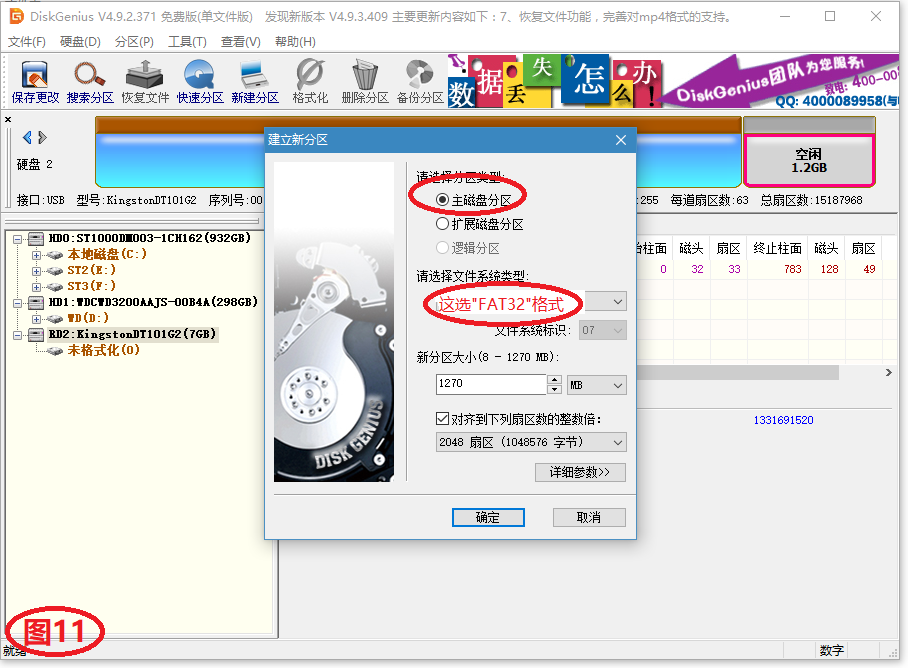 DiskGenius V4.9.2.371 免费版(单文件版) 发现新版本 V4.9.3.409 主要更新内容如下：7、恢复文件功能，完善对mp4格式的支持。
文件(F) 硬盘(D) 分区(P) 工具(T) 查看(V) 帮助(H)
保存更改 搜索分区 恢复文件 快速分区 新建分区 格式化 删除分区 备份分区
数据丢失怎么办!
DiskGenius团队为您服务!
致电: 400-00
QQ: 4000089958(与
硬盘 2
空闲
1.2GB
接口:USB 型号:KingstonDT101G2 序列号:00
:255 每道扇区数:63 总扇区数:15187968
HD0:ST1000DM003-1CH162(932GB)
本地磁盘(C:)
ST2(E:)
ST3(F:)
HD1:WDCWD3200AAJS-00B4A(298GB)
WD(D:)
RD2:KingstonDT101G2(7GB)
未格式化(0)
始柱面 磁头 扇区 终止柱面 磁头 扇区
0 32 33 783 128 49
1331691520
建立新分区
请选择分区类型:
主磁盘分区
扩展磁盘分区
逻辑分区
请选择文件系统类型:
这选"FAT32"格式
文件系统标识: 07
新分区大小(8 - 1270 MB):
1270 MB
对齐到下列扇区数的整数倍:
2048 扇区 (1048576 字节)
详细参数>>
确定 取消
图11
就绪
数字